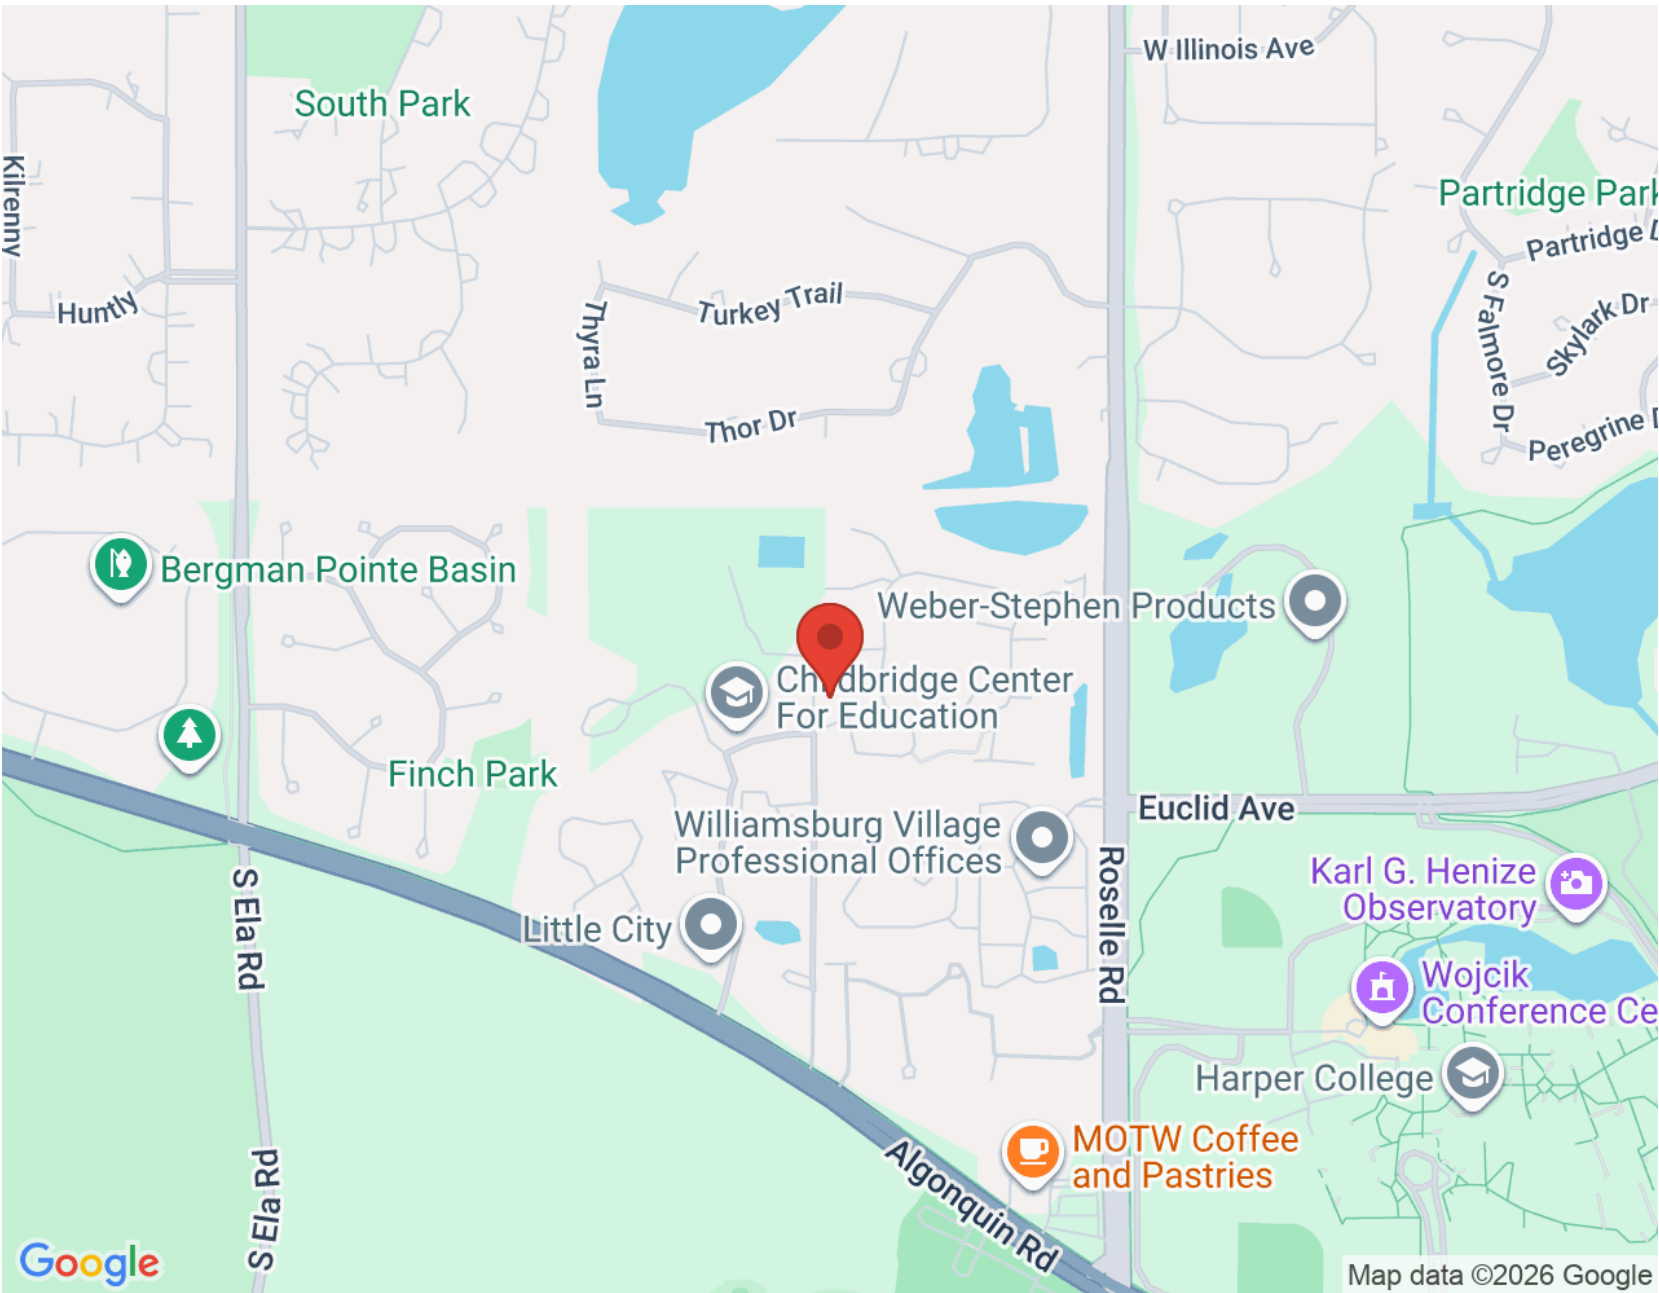 W Illinois Ave
South Park
Kilrenny
Partridge Park
Partridge D
Huntly
Turkey Trail
Thyra Ln
S Falmore Dr
Skylark Dr
Thor Dr
Peregrine D
Bergman Pointe Basin
Weber-Stephen Products
Childbridge Center
For Education
Finch Park
Euclid Ave
Williamsburg Village
Professional Offices
Roselle Rd
Karl G. Henize
Observatory
S Ela Rd
Little City
Wojcik
Conference Ce
Harper College
MOTW Coffee
and Pastries
Algonquin Rd
S Ela Rd
Google
Map data ©2026 Google